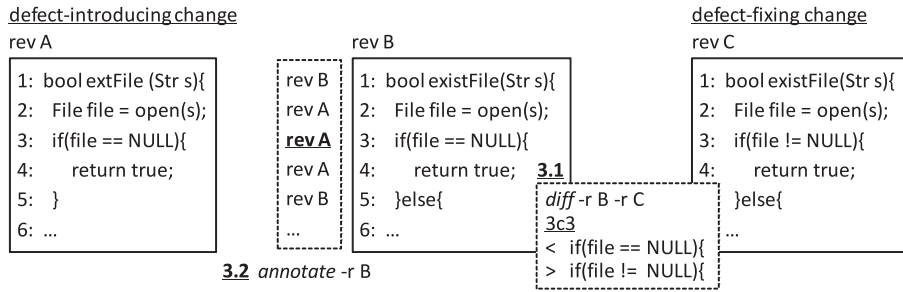 defect-introducing change
defect-fixing change
rev A
rev B
rev C
1: bool extFile (Str s){
2: File file = open(s);
3: if(file == NULL){
4: return true;
5: }
6: ...
rev B
rev A
rev A
rev A
rev B
...
1: bool existFile(Str s){
2: File file = open(s);
3: if(file == NULL){
4: return true;
5: }else{
6: ...
3.1
diff -r B -r C
3c3
< if(file == NULL){
> if(file != NULL){
1: bool existFile(Str s){
2: File file = open(s);
3: if(file != NULL){
4: return true;
}else{
...
3.2 annotate -r B